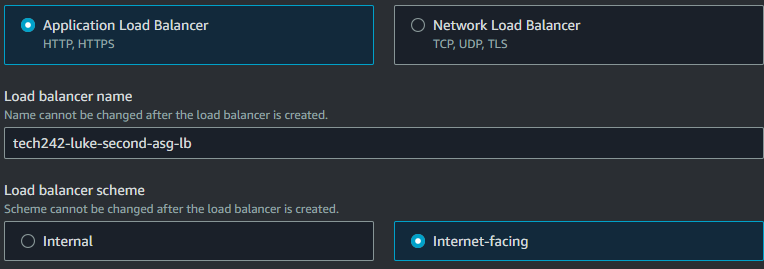 Application Load Balancer
HTTP, HTTPS
Network Load Balancer
TCP, UDP, TLS
Load balancer name
Name cannot be changed after the load balancer is created.
tech242-luke-second-asg-lb
Load balancer scheme
Scheme cannot be changed after the load balancer is created.
Internal
Internet-facing